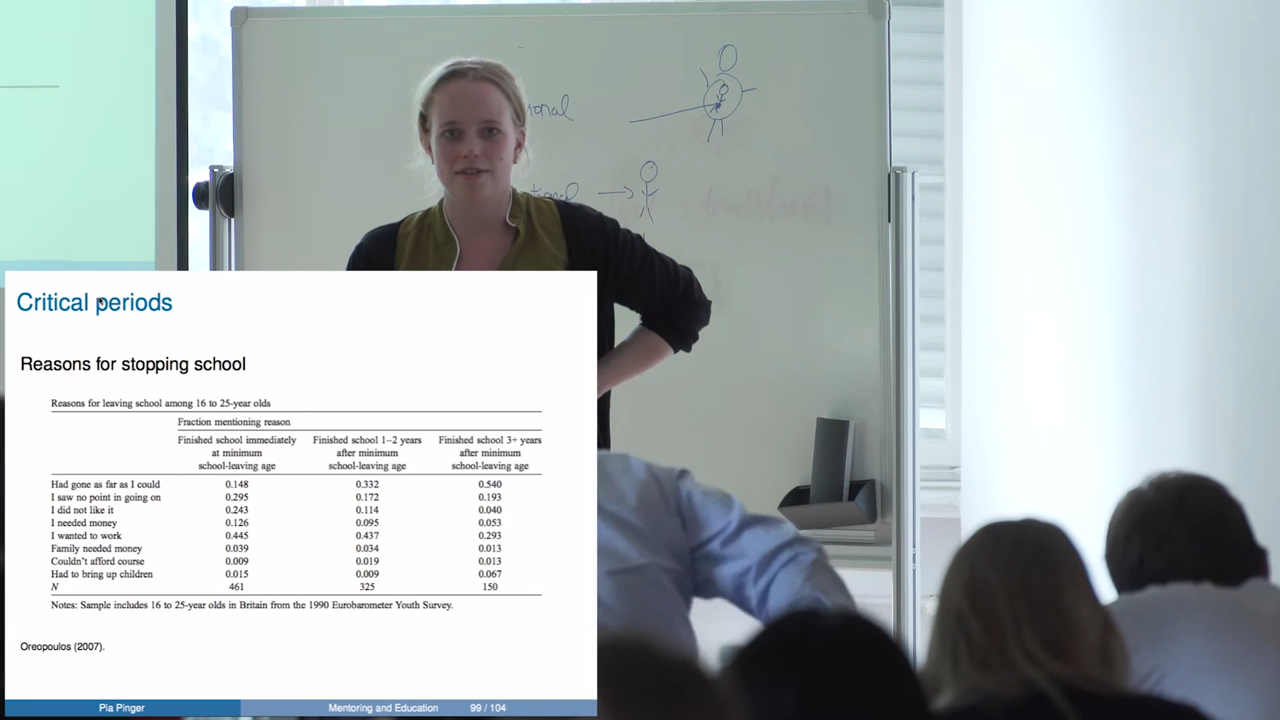 ional
tional
Critical periods
Reasons for stopping school
Reasons for leaving school among 16 to 25-year olds
Fraction mentioning reason
Finished school immediately at minimum school-leaving age
Finished school 1–2 years after minimum school-leaving age
Finished school 3+ years after minimum school-leaving age
Had gone as far as I could 0.148 0.332 0.540
I saw no point in going on 0.295 0.172 0.193
I did not like it 0.243 0.114 0.040
I needed money 0.126 0.095 0.053
I wanted to work 0.445 0.437 0.293
Family needed money 0.039 0.034 0.013
Couldn't afford course 0.009 0.019 0.013
Had to bring up children 0.015 0.009 0.067
N 461 325 150
Notes: Sample includes 16 to 25-year olds in Britain from the 1990 Eurobarometer Youth Survey.
Oreopoulos (2007).
Pia Pinger Mentoring and Education 99 / 104